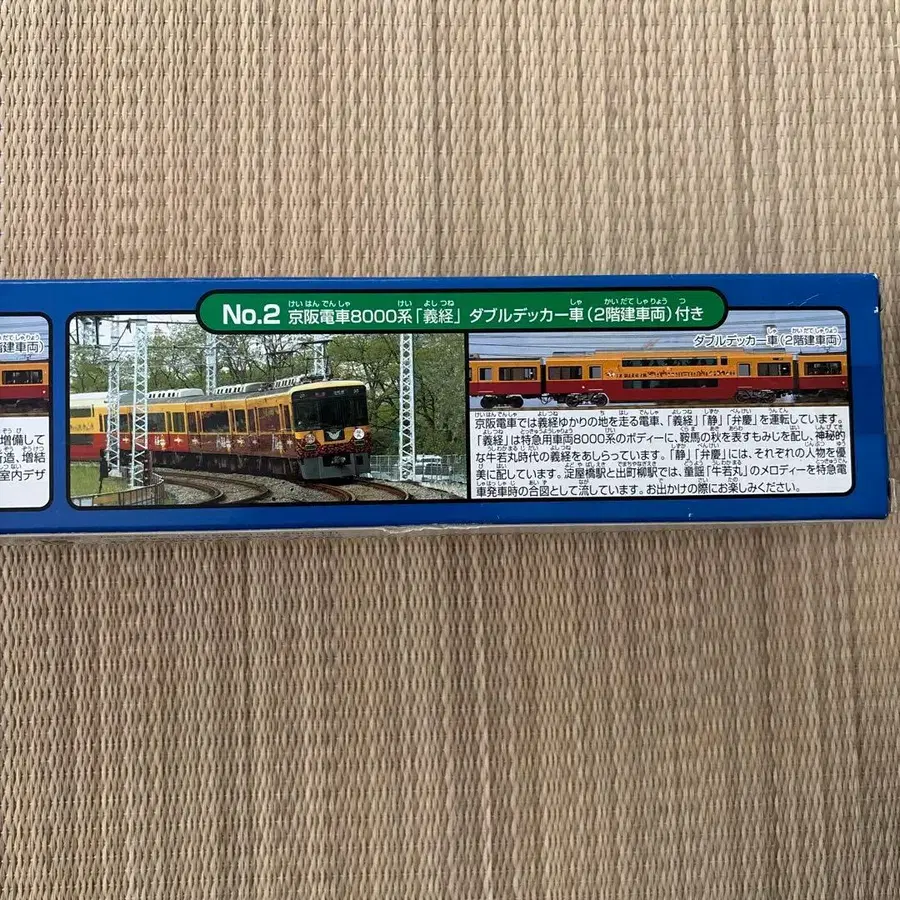 階建車両)
増備して
造、増結
室内デザ
No.2 京阪電車8000系「義経」 ダブルデッカー車(2階建車両)付き
ダブルデッカー車(2階建車両)
京阪電車では義経ゆかりの地を走る電車、「義経」「静」「弁慶」を運転しています。
「義経」は特急用車両8000系のボディーに、鞍馬の秋を表すもみじを配し、神秘的
な牛若丸時代の義経をあしらっています。「静」「弁慶」には、それぞれの人物を優
美に配しています。淀屋橋駅と出町柳駅では、童謡「牛若丸」のメロディーを特急電
車発車時の合図として流しています。お出かけの際にお楽しみください。